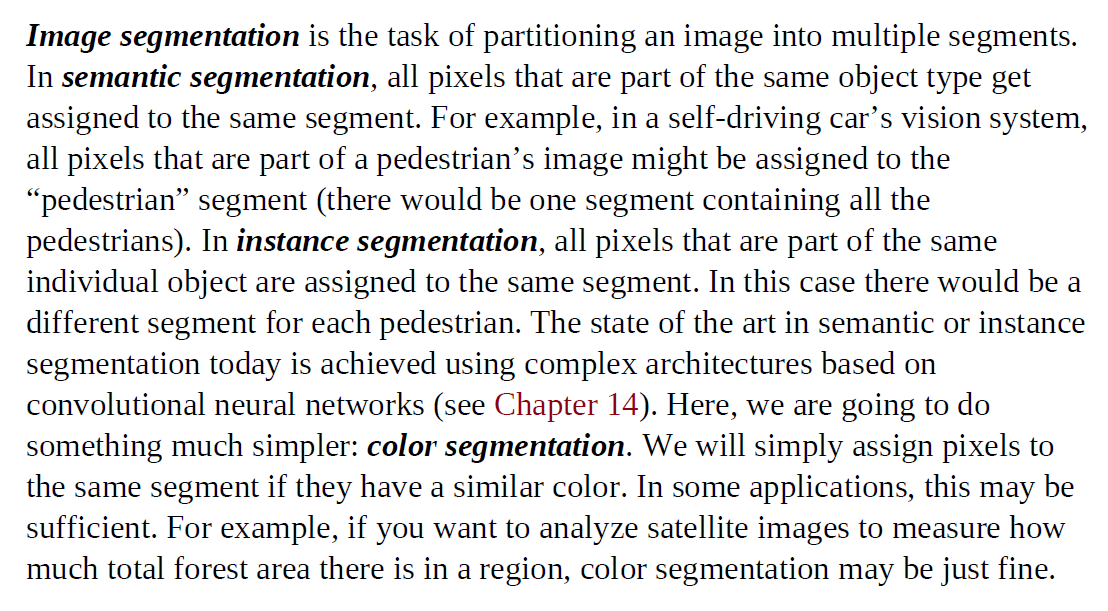 Image segmentation is the task of partitioning an image into multiple segments.
In semantic segmentation, all pixels that are part of the same object type get
assigned to the same segment. For example, in a self-driving car’s vision system,
all pixels that are part of a pedestrian’s image might be assigned to the
“pedestrian” segment (there would be one segment containing all the
pedestrians). In instance segmentation, all pixels that are part of the same
individual object are assigned to the same segment. In this case there would be a
different segment for each pedestrian. The state of the art in semantic or instance
segmentation today is achieved using complex architectures based on
convolutional neural networks (see Chapter 14). Here, we are going to do
something much simpler: color segmentation. We will simply assign pixels to
the same segment if they have a similar color. In some applications, this may be
sufficient. For example, if you want to analyze satellite images to measure how
much total forest area there is in a region, color segmentation may be just fine.